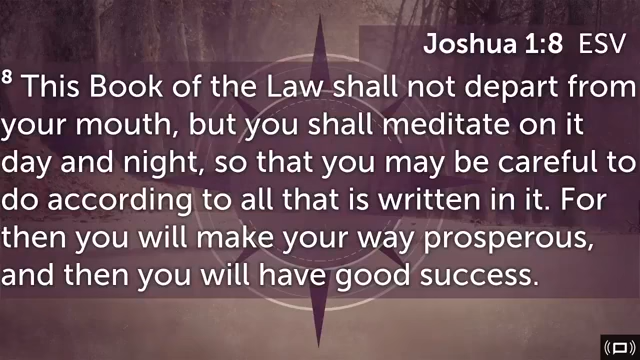 Joshua 1:8 ESV
8 This Book of the Law shall not depart from
your mouth, but you shall meditate on it
day and night, so that you may be careful to
do according to all that is written in it. For
then you will make your way prosperous,
and then you will have good success.